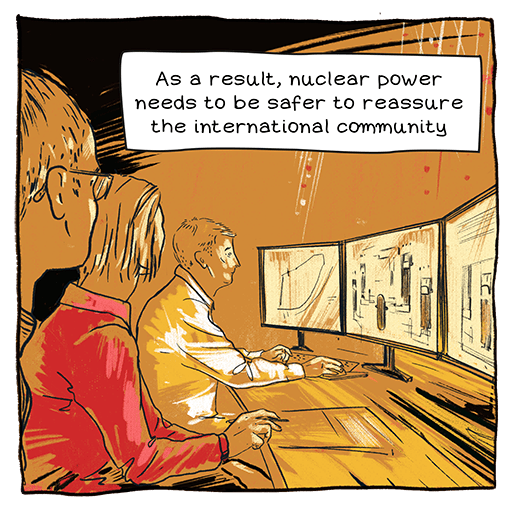 As a result, nuclear power
needs to be safer to reassure
the international community